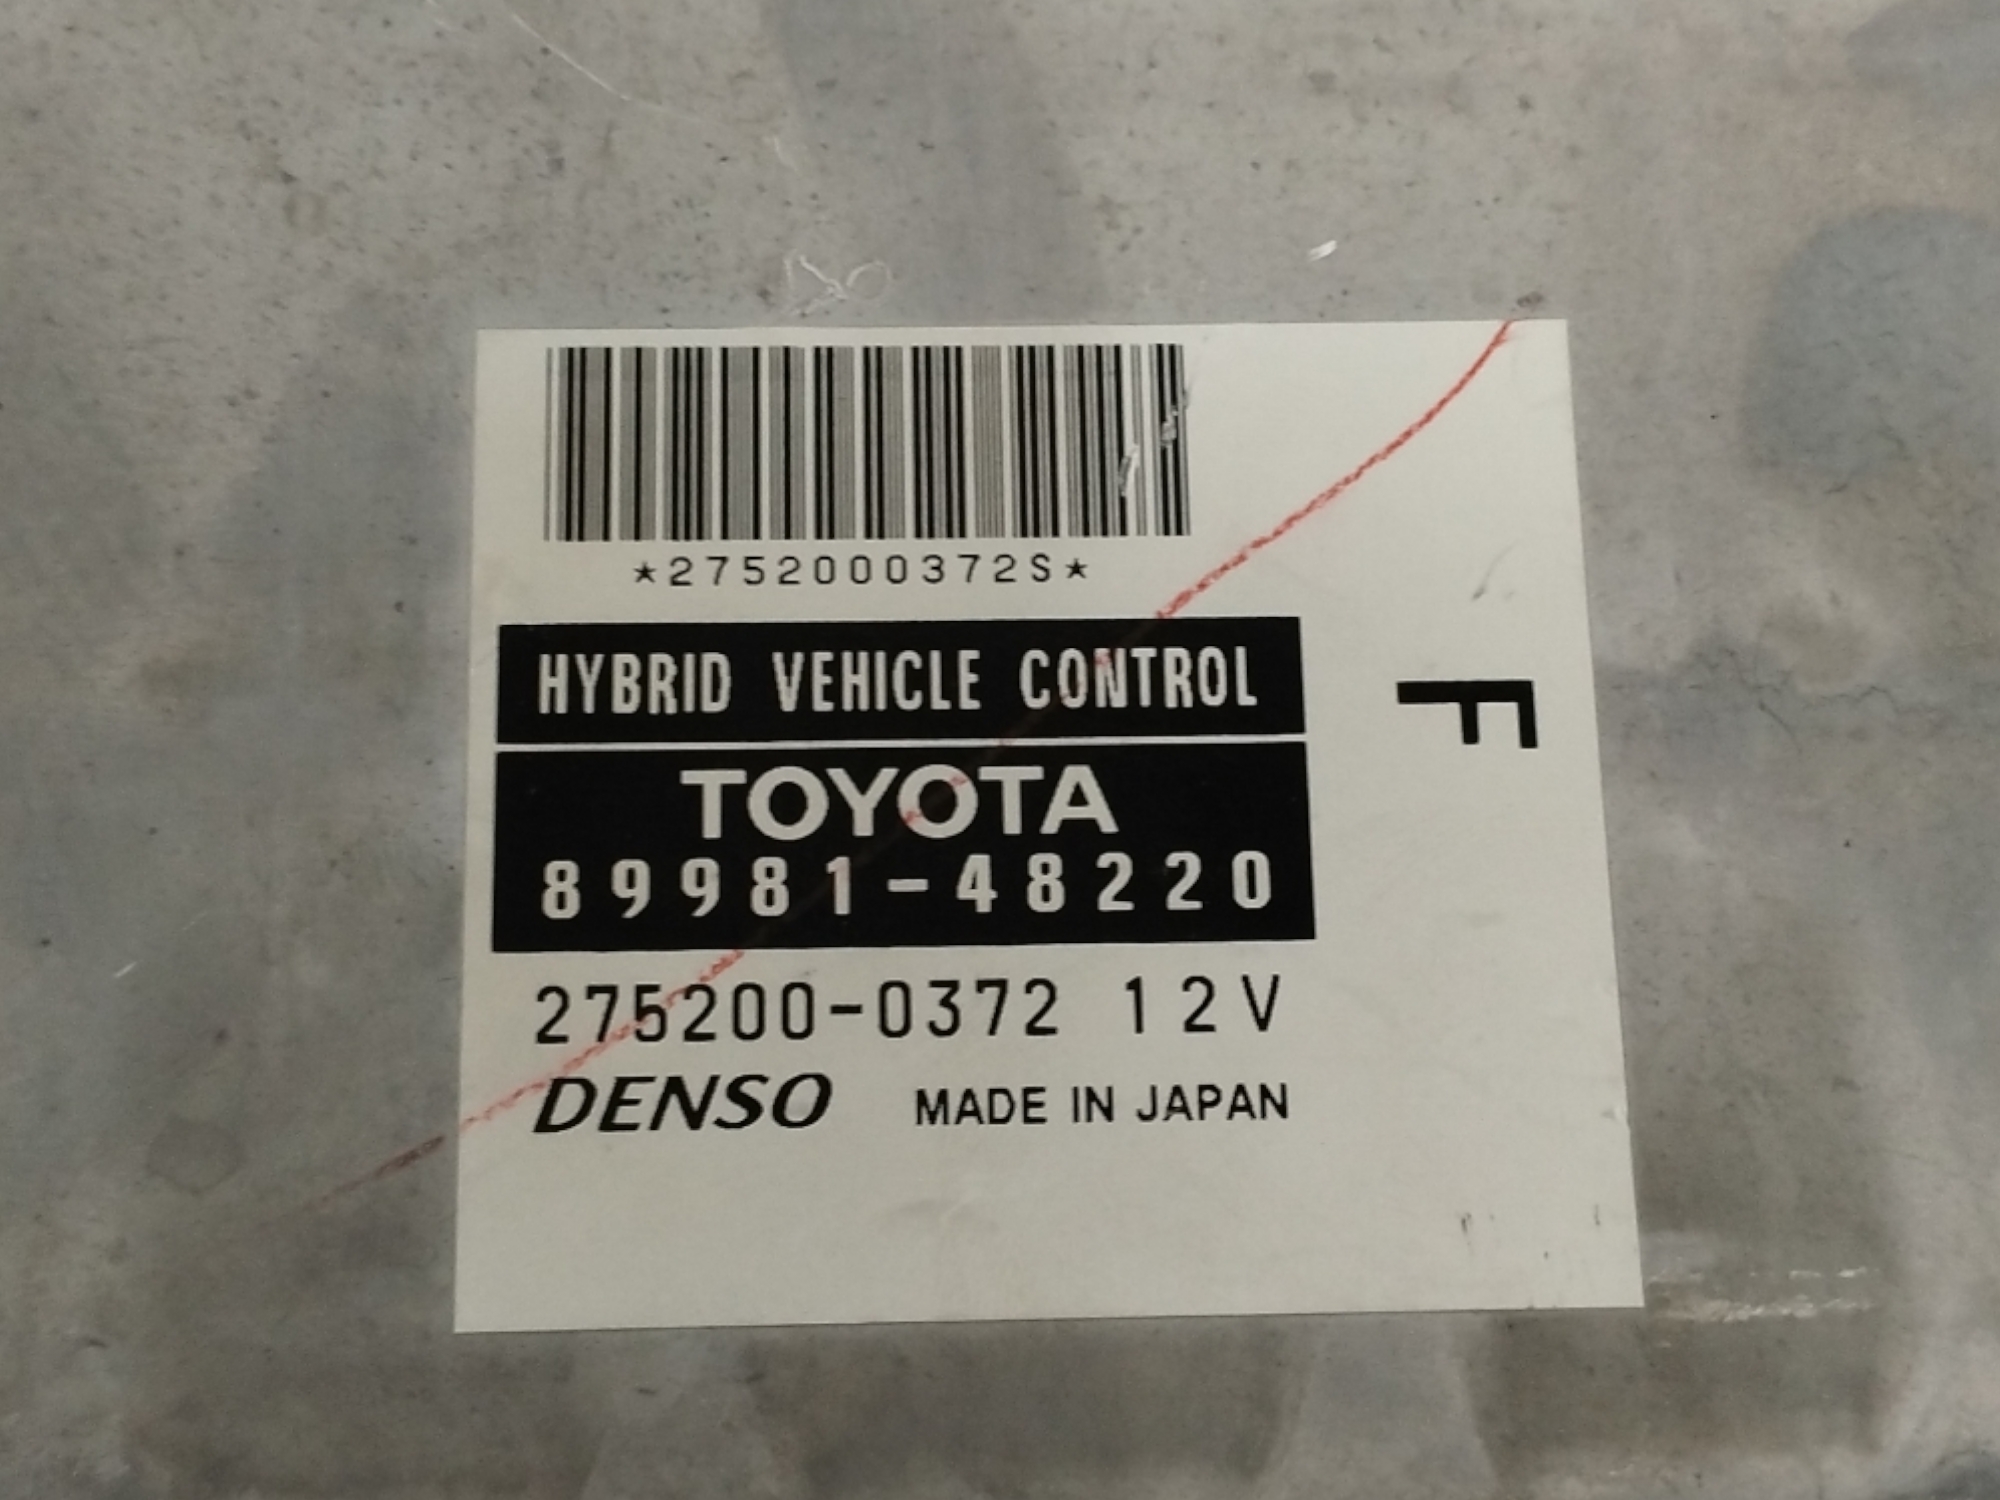 ★2752000372S★
HYBRID VEHICLE CONTROL
F
TOYOTA
89981-48220
275200-0372 12V
DENSO MADE IN JAPAN